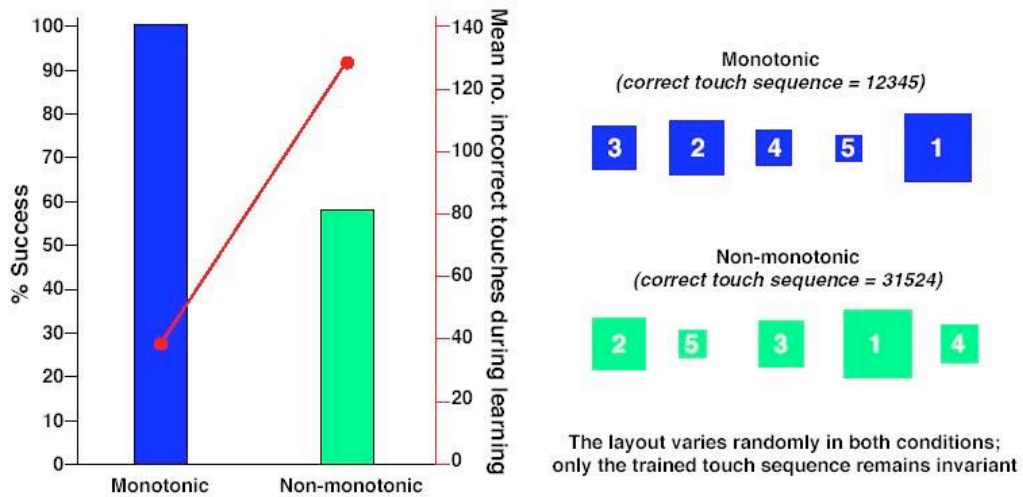 100
90
80
70
60
50
40
30
20
10
0
% Success
Monotonic
Non-monotonic
140
120
100
80
60
40
20
0
Mean no. incorrect touches during learning
Monotonic
(correct touch sequence = 12345)
3 2 4 5 1
Non-monotonic
(correct touch sequence = 31524)
2 5 3 1 4
The layout varies randomly in both conditions;
only the trained touch sequence remains invariant